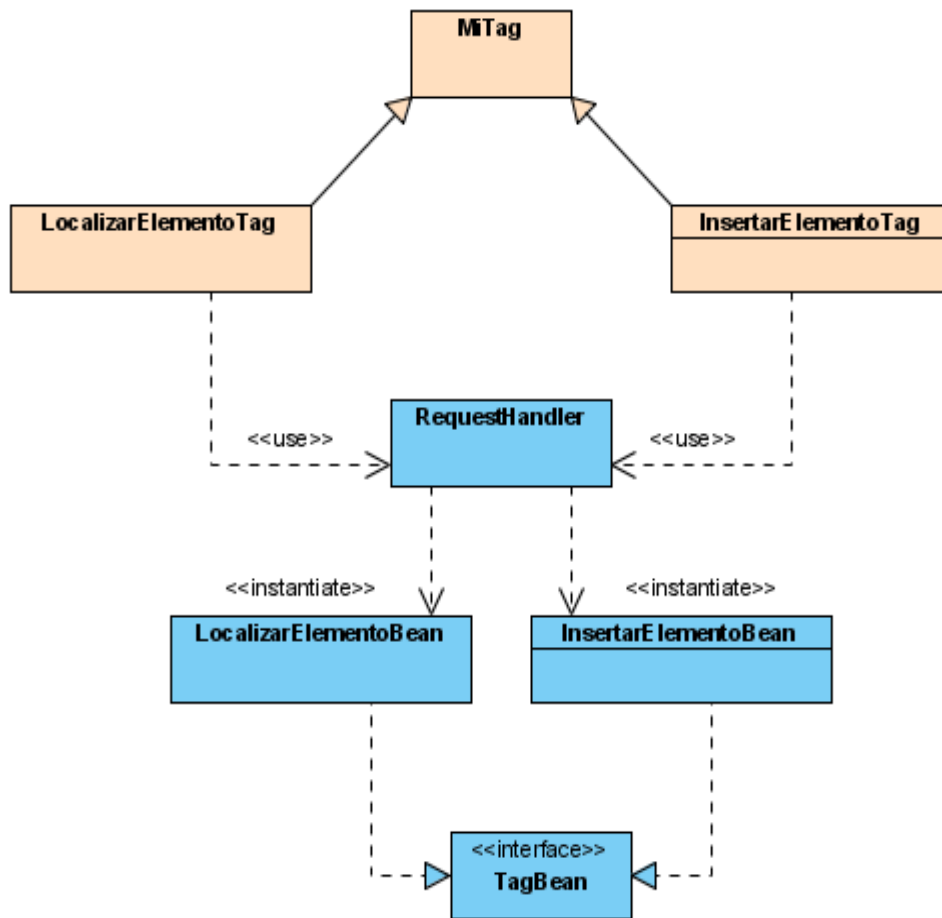 MiTag
LocalizarElementoTag
InsertarElementoTag
RequestHandler
<<use>>
<<use>>
<<instantiate>>
<<instantiate>>
LocalizarElementoBean
InsertarElementoBean
<<interface>>
TagBean